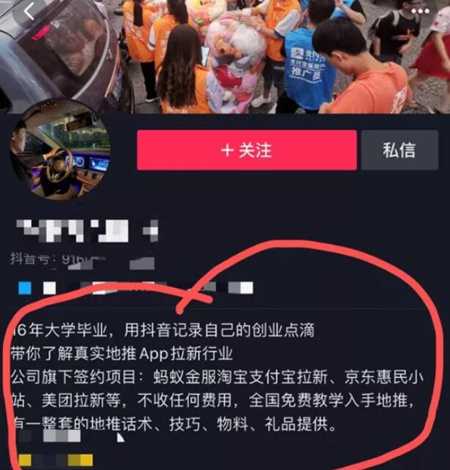 支付宝
推广员
+关注
私信
抖音号:916
16年大学毕业，用抖音记录自己的创业点滴
带你了解真实地推App拉新行业
公司旗下签约项目：蚂蚁金服淘宝支付宝拉新、京东惠民小
站、美团拉新等，不收任何费用，全国免费教学入手地推，
有一整套的地推话术、技巧、物料、礼品提供。